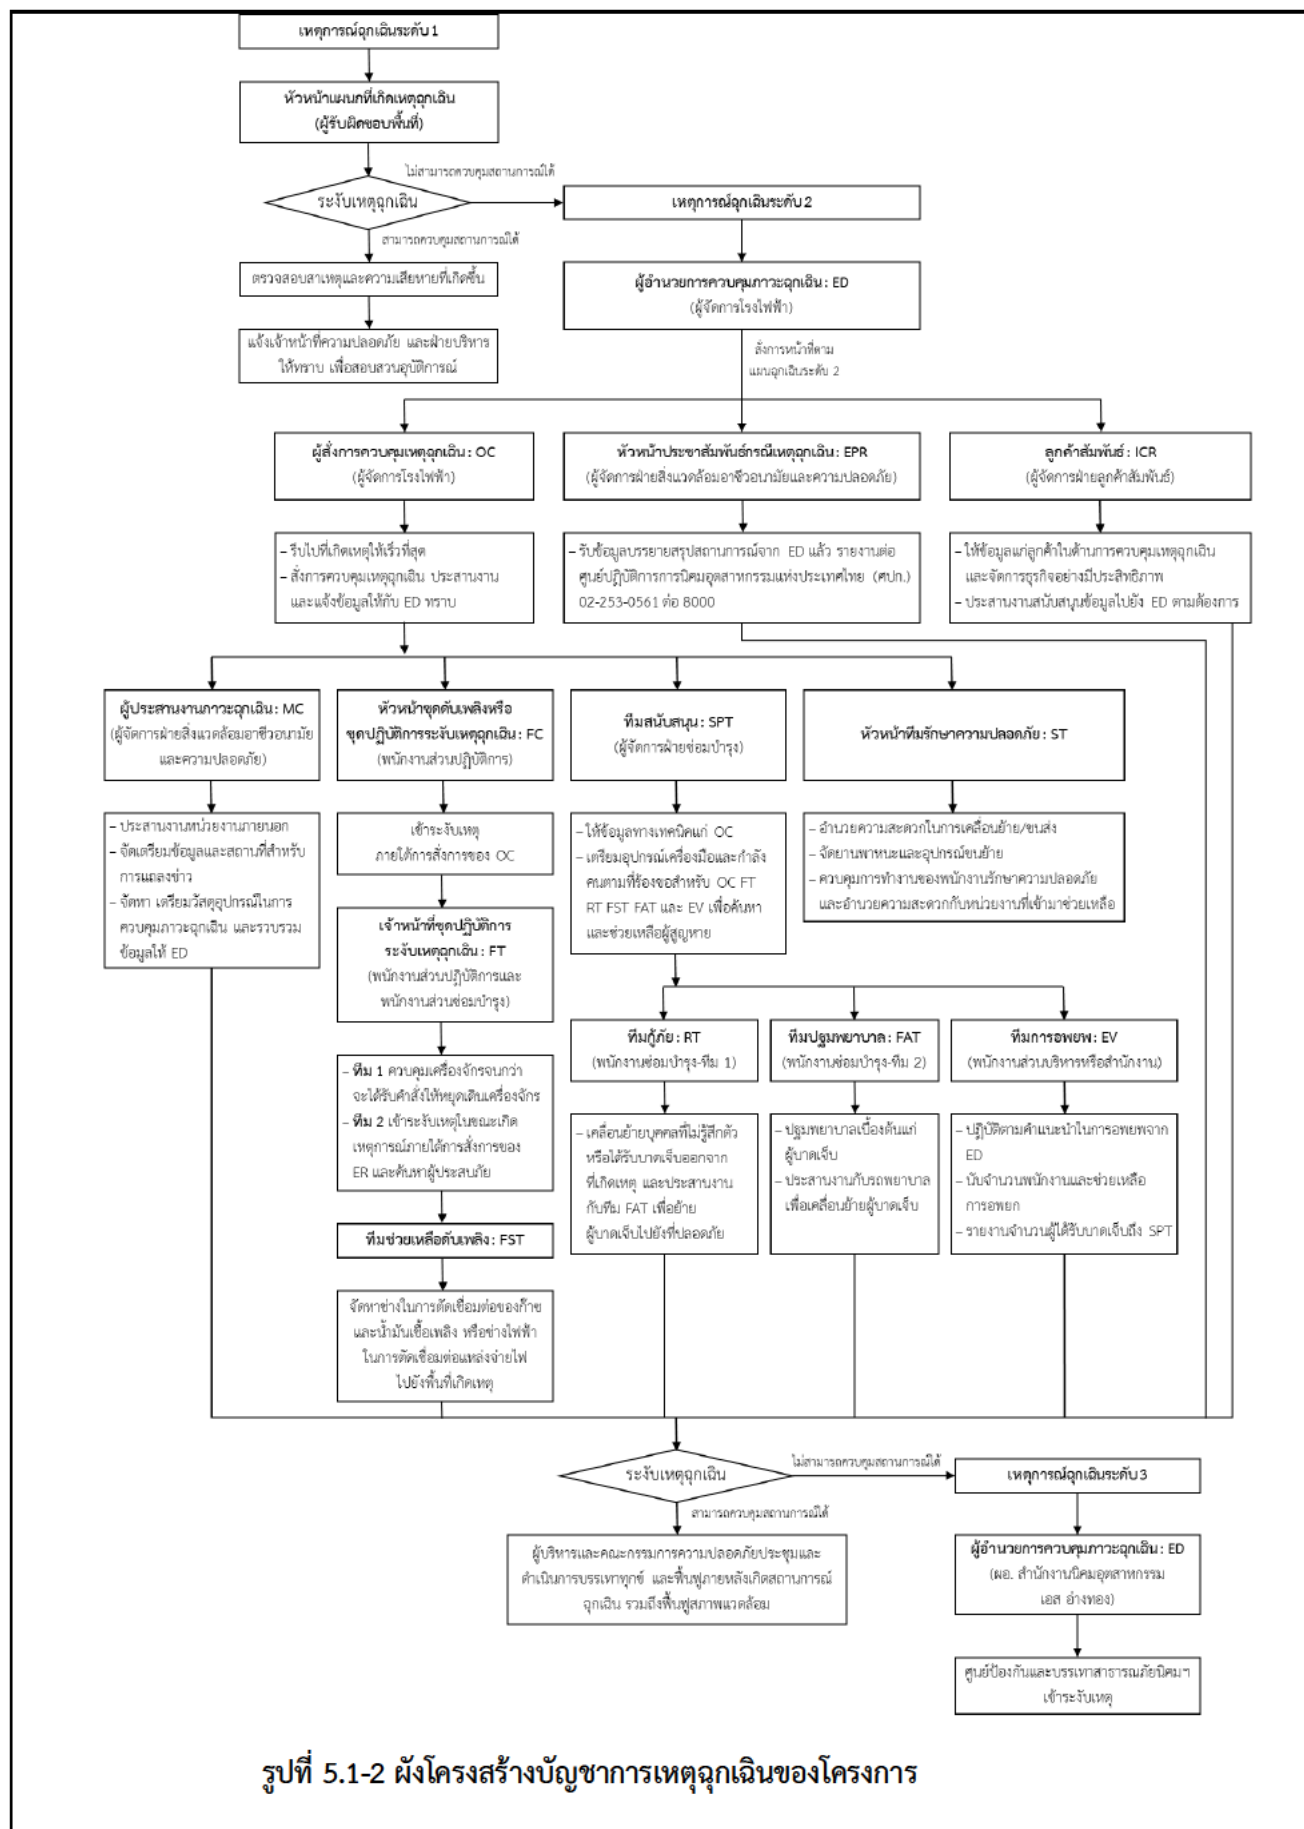 เหตุการณ์ฉุกเฉินระดับ 1
หัวหน้าแผนกที่เกิดเหตุฉุกเฉิน
(ผู้รับผิดชอบพื้นที่)
ไม่สามารถควบคุมสถานการณ์ได้
ระงับเหตุฉุกเฉิน
เหตุการณ์ฉุกเฉินระดับ 2
สามารถควบคุมสถานการณ์ได้
ตรวจสอบสาเหตุและความเสียหายที่เกิดขึ้น
ผู้อำนวยการควบคุมภาวะฉุกเฉิน : ED
(ผู้จัดการโรงไฟฟ้า)
แจ้งเจ้าหน้าที่ความปลอดภัย และฝ่ายบริหาร
ให้ทราบ เพื่อสอบสวนอุบัติการณ์
สั่งการหน้าที่ตาม
แผนฉุกเฉินระดับ 2
ผู้สั่งการควบคุมเหตุฉุกเฉิน : OC
(ผู้จัดการโรงไฟฟ้า)
หัวหน้าประชาสัมพันธ์กรณีเหตุฉุกเฉิน : EPR
(ผู้จัดการฝ่ายสิ่งแวดล้อมอาชีวอนามัยและความปลอดภัย)
ลูกค้าสัมพันธ์ : ICR
(ผู้จัดการฝ่ายลูกค้าสัมพันธ์)
– รีบไปที่เกิดเหตุให้เร็วที่สุด
– สั่งการควบคุมเหตุฉุกเฉิน ประสานงาน
และแจ้งข้อมูลให้กับ ED ทราบ
– รับข้อมูลบรรยายสรุปสถานการณ์จาก ED แล้ว รายงานต่อ
ศูนย์ปฏิบัติการการนิคมอุตสาหกรรมแห่งประเทศไทย (ศปก.)
02-253-0561 ต่อ 8000
– ให้ข้อมูลแก่ลูกค้าในด้านการควบคุมเหตุฉุกเฉิน
และจัดการธุรกิจอย่างมีประสิทธิภาพ
– ประสานงานสนับสนุนข้อมูลไปยัง ED ตามต้องการ
ผู้ประสานงานภาวะฉุกเฉิน : MC
(ผู้จัดการฝ่ายสิ่งแวดล้อมอาชีวอนามัย
และความปลอดภัย)
หัวหน้าชุดดับเพลิงหรือ
ชุดปฏิบัติการระงับเหตุฉุกเฉิน : FC
(พนักงานส่วนปฏิบัติการ)
ทีมสนับสนุน : SPT
(ผู้จัดการฝ่ายซ่อมบำรุง)
หัวหน้าทีมรักษาความปลอดภัย : ST
– ประสานงานหน่วยงานภายนอก
– จัดเตรียมข้อมูลและสถานที่สำหรับ
การแถลงข่าว
– จัดหา เตรียมวัสดุอุปกรณ์ในการ
ควบคุมภาวะฉุกเฉิน และรวบรวม
ข้อมูลให้ ED
เข้าระงับเหตุ
ภายใต้การสั่งการของ OC
– ให้ข้อมูลทางเทคนิคแก่ OC
– เตรียมอุปกรณ์เครื่องมือและกำลัง
คนตามที่ร้องขอสำหรับ OC FT
RT FST FAT และ EV เพื่อค้นหา
และช่วยเหลือผู้สูญหาย
– อำนวยความสะดวกในการเคลื่อนย้าย/ขนส่ง
– จัดยานพาหนะและอุปกรณ์ขนย้าย
– ควบคุมการทำงานของพนักงานรักษาความปลอดภัย
และอำนวยความสะดวกกับหน่วยงานที่เข้ามาช่วยเหลือ
เจ้าหน้าที่ชุดปฏิบัติการ
ระงับเหตุฉุกเฉิน : FT
(พนักงานส่วนปฏิบัติการและ
พนักงานส่วนซ่อมบำรุง)
ทีมกู้ภัย : RT
(พนักงานซ่อมบำรุง-ทีม 1)
ทีมปฐมพยาบาล : FAT
(พนักงานซ่อมบำรุง-ทีม 2)
ทีมการอพยพ : EV
(พนักงานส่วนบริหารหรือสำนักงาน)
– ทีม 1 ควบคุมเครื่องจักรจนกว่า
จะได้รับคำสั่งให้หยุดเดินเครื่องจักร
– ทีม 2 เข้าระงับเหตุในขณะเกิด
เหตุการณ์ภายใต้การสั่งการของ
ER และค้นหาผู้ประสบภัย
– เคลื่อนย้ายบุคคลที่ไม่รู้สึกตัว
หรือได้รับบาดเจ็บออกจาก
ที่เกิดเหตุ และประสานงาน
กับทีม FAT เพื่อย้าย
ผู้บาดเจ็บไปยังที่ปลอดภัย
– ปฐมพยาบาลเบื้องต้นแก่
ผู้บาดเจ็บ
– ประสานงานกับรถพยาบาล
เพื่อเคลื่อนย้ายผู้บาดเจ็บ
– ปฏิบัติตามคำแนะนำในการอพยพจาก
ED
– นับจำนวนพนักงานและช่วยเหลือ
การอพยก
– รายงานจำนวนผู้ได้รับบาดเจ็บถึง SPT
ทีมช่วยเหลือดับเพลิง : FST
จัดหาช่างในการตัดเชื่อมต่อของก๊าซ
และน้ำมันเชื้อเพลิง หรือช่างไฟฟ้า
ในการตัดเชื่อมต่อแหล่งจ่ายไฟ
ไปยังพื้นที่เกิดเหตุ
ไม่สามารถควบคุมสถานการณ์ได้
ระงับเหตุฉุกเฉิน
เหตุการณ์ฉุกเฉินระดับ 3
สามารถควบคุมสถานการณ์ได้
ผู้บริหารและคณะกรรมการความปลอดภัยประชุมและ
ดำเนินการบรรเทาทุกข์ และฟื้นฟูภายหลังเกิดสถานการณ์
ฉุกเฉิน รวมถึงฟื้นฟูสภาพแวดล้อม
ผู้อำนวยการควบคุมภาวะฉุกเฉิน : ED
(ผอ. สำนักงานนิคมอุตสาหกรรม
เอส อ่างทอง)
ศูนย์ป้องกันและบรรเทาสาธารณภัยนิคมฯ
เข้าระงับเหตุ
รูปที่ 5.1-2 ผังโครงสร้างบัญชาการเหตุฉุกเฉินของโครงการ